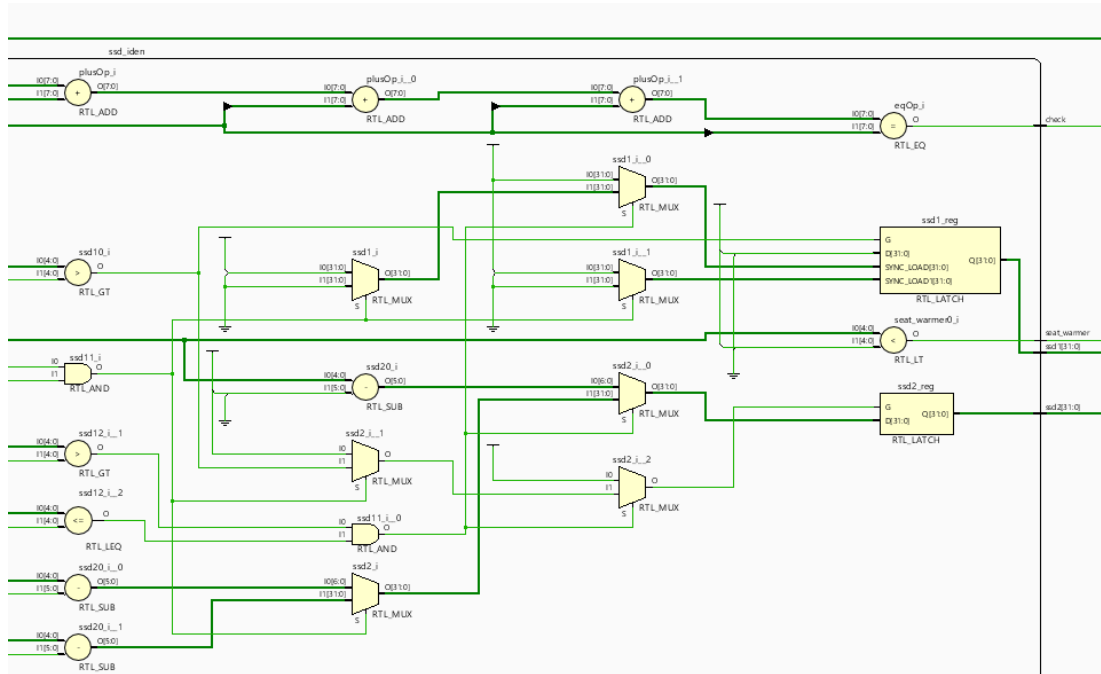 ssd_iden
plusOp_i
I0[7:0]
I1[7:0]
+
O[7:0]
RTL_ADD
plusOp_i__0
I0[7:0]
I1[7:0]
+
O[7:0]
RTL_ADD
plusOp_i__1
I0[7:0]
I1[7:0]
+
O[7:0]
RTL_ADD
eqOp_i
I0[7:0]
I1[7:0]
=
O
RTL_EQ
check
ssd1_i__0
I0[31:0]
I1[31:0]
S
O[31:0]
RTL_MUX
ssd10_i
I0[4:0]
I1[4:0]
>
O
RTL_GT
ssd1_i
I0[31:0]
I1[31:0]
S
O[31:0]
RTL_MUX
ssd1_i__1
I0[31:0]
I1[31:0]
S
O[31:0]
RTL_MUX
ssd1_reg
G
D[31:0]
SYNC_LOAD[31:0]
SYNC_LOAD1[31:0]
Q[31:0]
RTL_LATCH
seat_warmer0_i
I0[4:0]
I1[4:0]
<
O
RTL_LT
seat_warmer
ssd1[31:0]
ssd11_i
I0
I1
O
RTL_AND
ssd20_i
I0[4:0]
I1[5:0]
-
O[5:0]
RTL_SUB
ssd2_i__0
I0[6:0]
I1[31:0]
S
O[31:0]
RTL_MUX
ssd2_reg
G
D[31:0]
Q[31:0]
RTL_LATCH
ssd2[31:0]
ssd12_i__1
I0[4:0]
I1[4:0]
>
O
RTL_GT
ssd2_i__1
I0
I1
S
O
RTL_MUX
ssd2_i__2
I0
I1
S
O
RTL_MUX
ssd12_i__2
I0[4:0]
I1[4:0]
<=
O
RTL_LEQ
ssd11_i__0
I0
I1
O
RTL_AND
ssd20_i__0
I0[4:0]
I1[5:0]
-
O[5:0]
RTL_SUB
ssd2_i
I0[6:0]
I1[31:0]
S
O[31:0]
RTL_MUX
ssd20_i__1
I0[4:0]
I1[5:0]
-
O[5:0]
RTL_SUB